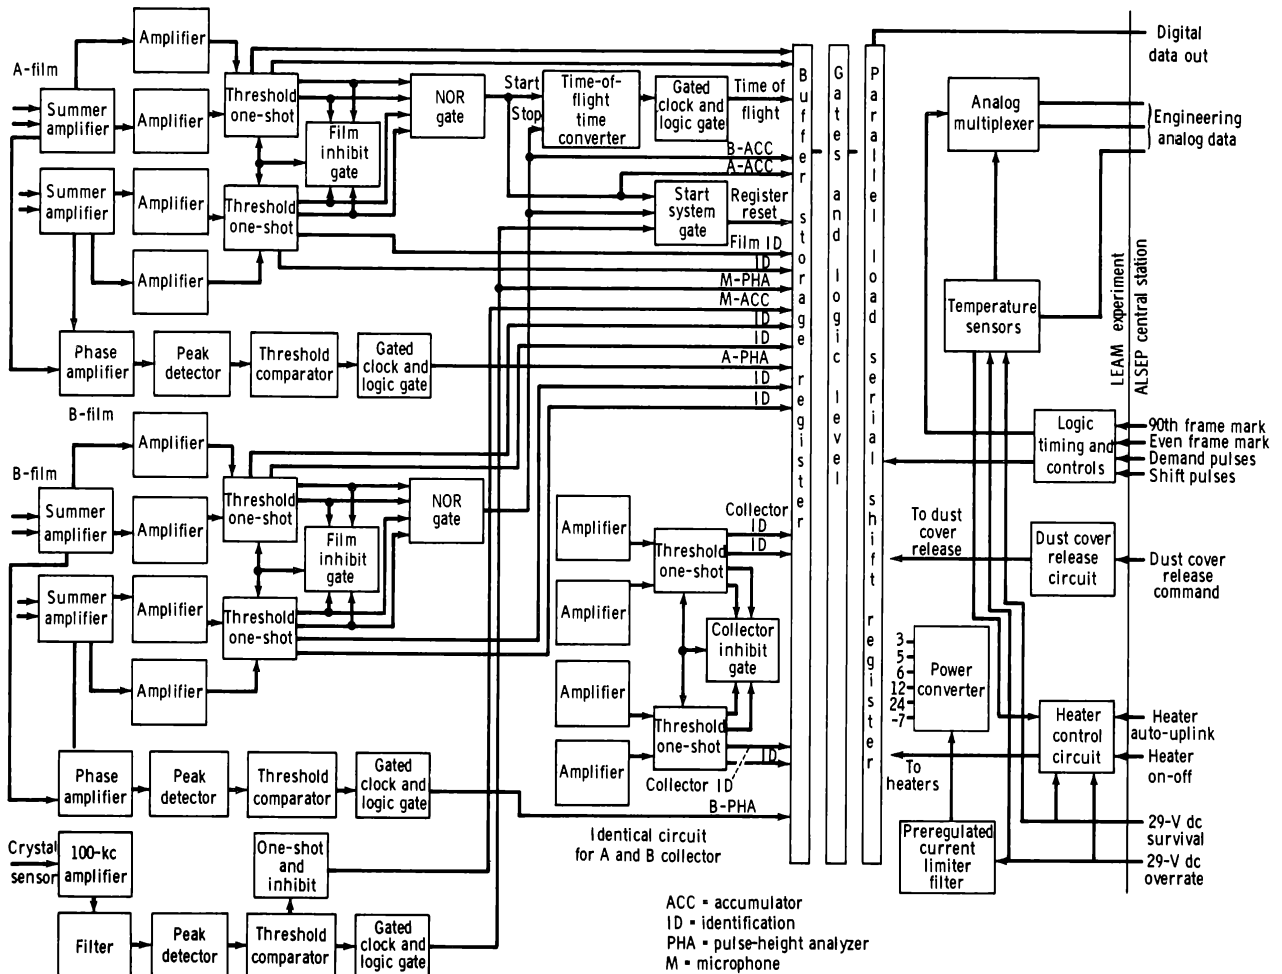 A-film
Summer
amplifier
Amplifier
Amplifier
Threshold
one-shot
Film
inhibit
gate
NOR
gate
Start
Stop
Time-of-
flight
time
converter
Gated
clock and
logic gate
Time of
flight
B-ACC
A-ACC
Start
system
gate
Register
reset
Summer
amplifier
Amplifier
Amplifier
Threshold
one-shot
Film ID
ID
M-PHA
M-ACC
ID
ID
A-PHA
ID
ID
Phase
amplifier
Peak
detector
Threshold
comparator
Gated
clock and
logic gate
B-film
B-film
Summer
amplifier
Amplifier
Amplifier
Threshold
one-shot
Film
inhibit
gate
NOR
gate
Summer
amplifier
Amplifier
Amplifier
Threshold
one-shot
Phase
amplifier
Peak
detector
Threshold
comparator
Gated
clock and
logic gate
B-PHA
Crystal
sensor
100-kc
amplifier
One-shot
and
inhibit
Filter
Peak
detector
Threshold
comparator
Gated
clock and
logic gate
Amplifier
Amplifier
Threshold
one-shot
Collector
ID
ID
Collector
inhibit
gate
Amplifier
Amplifier
Threshold
one-shot
ID
Collector ID
Identical circuit
for A and B collector
ACC = accumulator
ID = identification
PHA = pulse-height analyzer
M = microphone
Buffer storage register
Gates and logic level
Parallel load serial shift register
Digital
data out
Analog
multiplexer
Engineering
analog data
Temperature
sensors
LEAM experiment
ALSEP central station
Logic
timing and
controls
90th frame mark
Even frame mark
Demand pulses
Shift pulses
To dust
cover
release
Dust cover
release
circuit
Dust cover
release
command
3
5
6
12
24
-7
Power
converter
Heater
control
circuit
Heater
auto-uplink
Heater
on-off
To
heaters
Preregulated
current
limiter
filter
29-V dc
survival
29-V dc
overrate